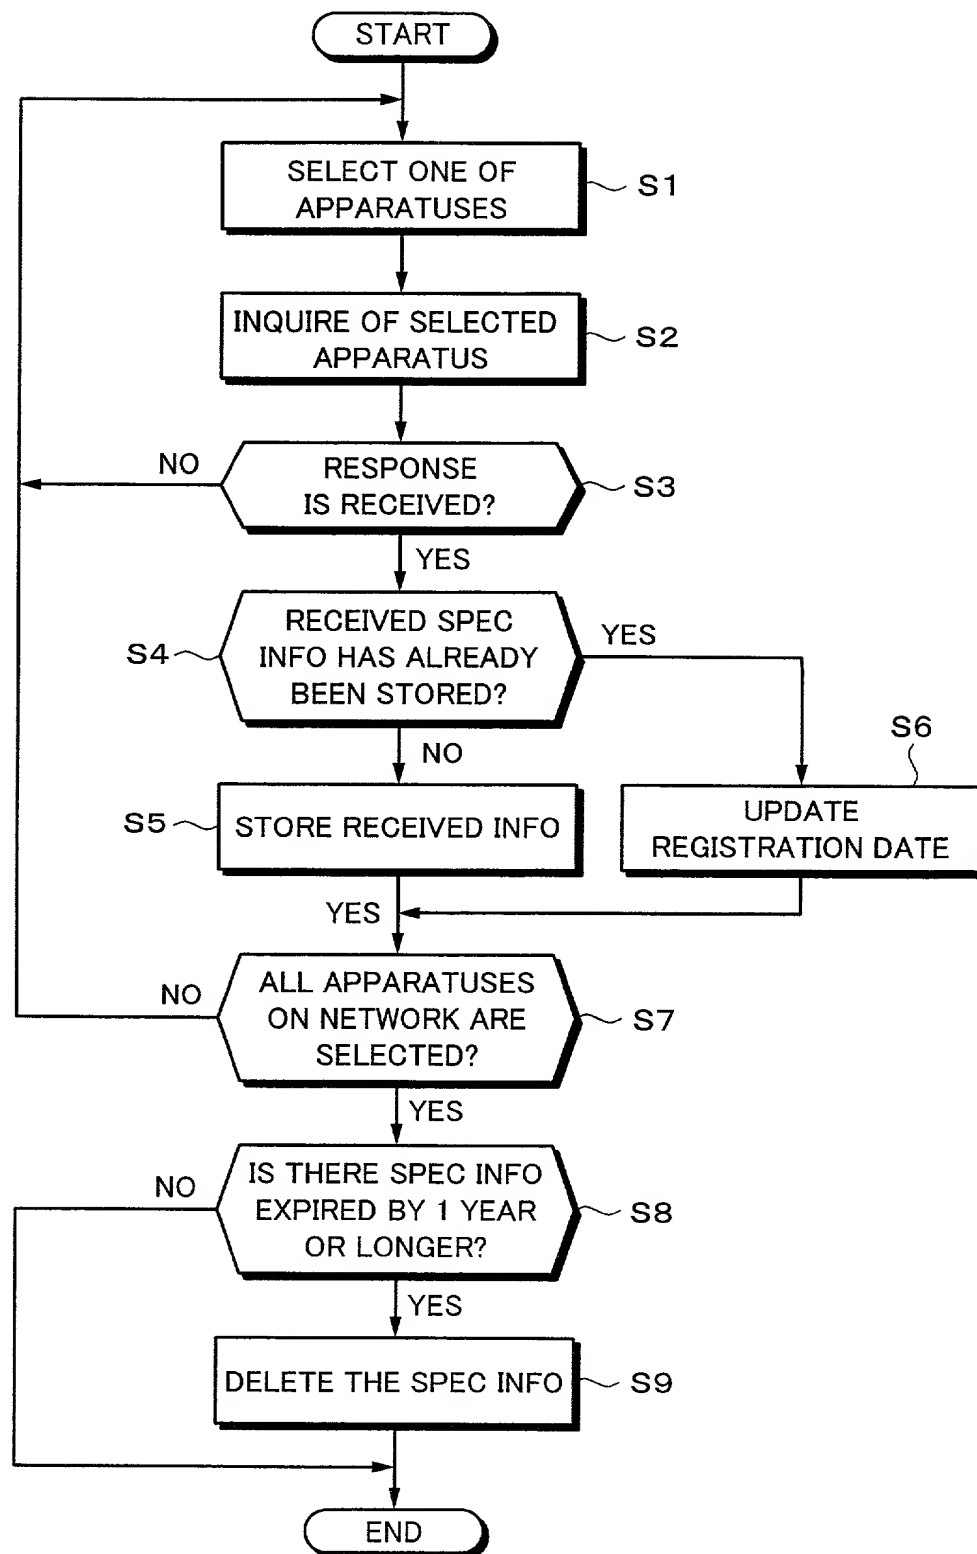 START
SELECT ONE OF
APPARATUSES
S1
INQUIRE OF SELECTED
APPARATUS
S2
NO
RESPONSE
IS RECEIVED?
S3
YES
S4
RECEIVED SPEC
INFO HAS ALREADY
BEEN STORED?
YES
NO
S6
S5
STORE RECEIVED INFO
UPDATE
REGISTRATION DATE
YES
NO
ALL APPARATUSES
ON NETWORK ARE
SELECTED?
S7
YES
NO
IS THERE SPEC INFO
EXPIRED BY 1 YEAR
OR LONGER?
S8
YES
DELETE THE SPEC INFO
S9
END